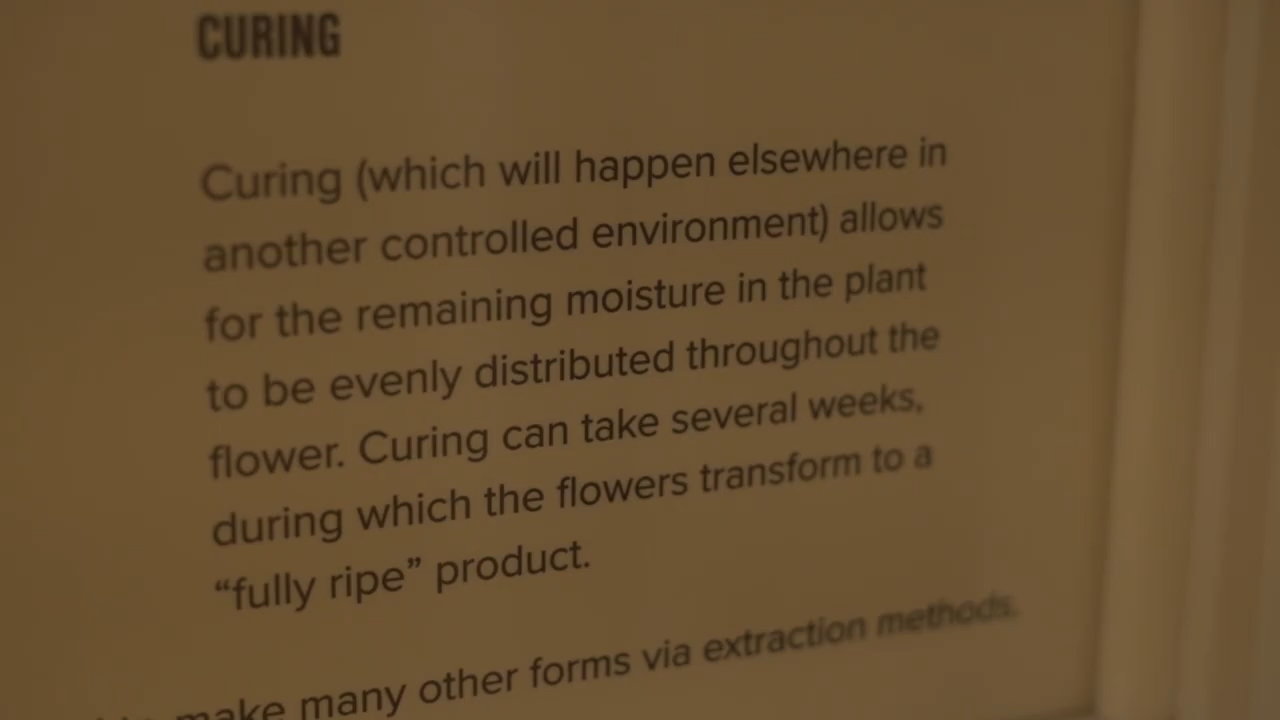 CURING
Curing (which will happen elsewhere in
another controlled environment) allows
for the remaining moisture in the plant
to be evenly distributed throughout the
flower. Curing can take several weeks,
during which the flowers transform to a
“fully ripe” product.
make many other forms via extraction methods.